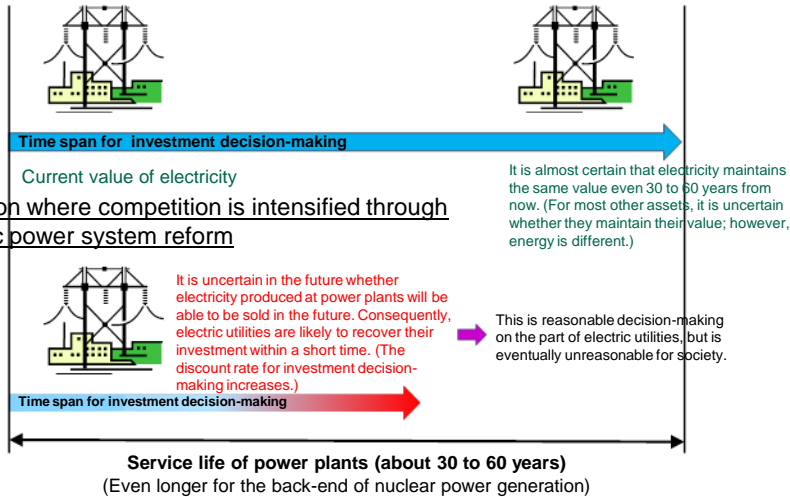 Time span for investment decision-making
Current value of electricity
It is almost certain that electricity maintains
the same value even 30 to 60 years from
now. (For most other assets, it is uncertain
whether they maintain their value; however,
energy is different.)
on where competition is intensified through
c power system reform
It is uncertain in the future whether
electricity produced at power plants will be
able to be sold in the future. Consequently,
electric utilities are likely to recover their
investment within a short time. (The
discount rate for investment decision-
making increases.)
This is reasonable decision-making
on the part of electric utilities, but is
eventually unreasonable for society.
Time span for investment decision-making
Service life of power plants (about 30 to 60 years)
(Even longer for the back-end of nuclear power generation)